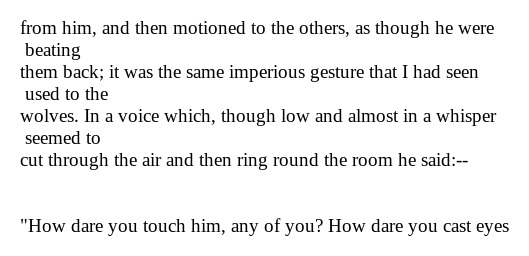 from him, and then motioned to the others, as though he were
beating
them back; it was the same imperious gesture that I had seen
used to the
wolves. In a voice which, though low and almost in a whisper
seemed to
cut through the air and then ring round the room he said:--
"How dare you touch him, any of you? How dare you cast eyes